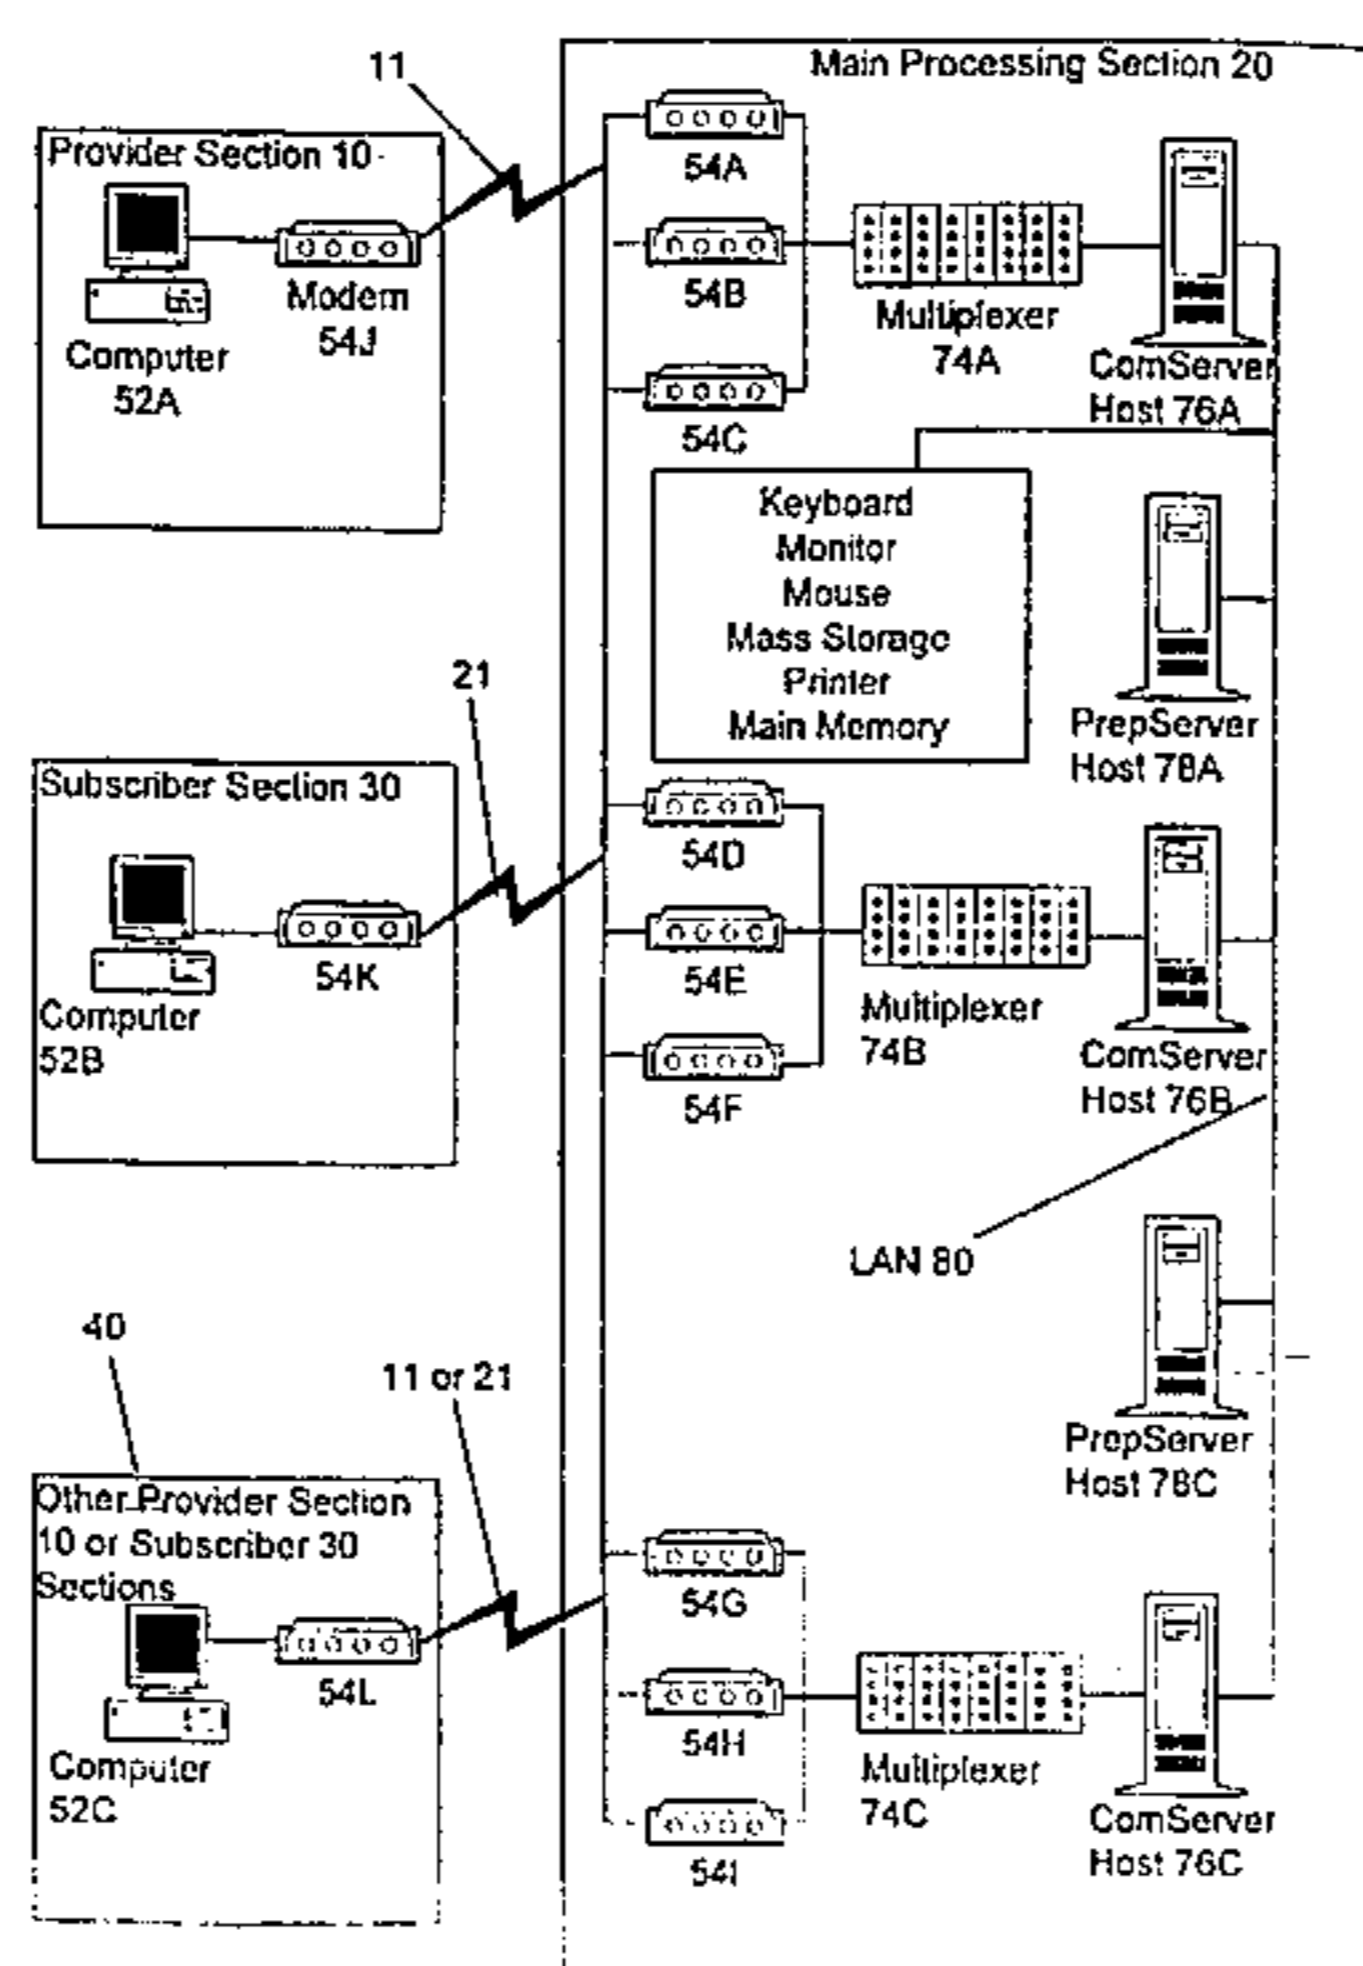 Main Processing Section 20
11
Provider Section 10
Computer
52A
Modem
54J
54A
54B
54C
Multiplexer
74A
ComServer
Host 76A
Keyboard
Monitor
Mouse
Mass Storage
Printer
Main Memory
PrepServer
Host 78A
21
Subscriber Section 30
Computer
52B
54K
54D
54E
54F
Multiplexer
74B
ComServer
Host 76B
LAN 80
PrepServer
Host 78C
40
11 or 21
Other Provider Section
10 or Subscriber 30
Sections
Computer
52C
54L
54G
54H
54I
Multiplexer
74C
ComServer
Host 76C